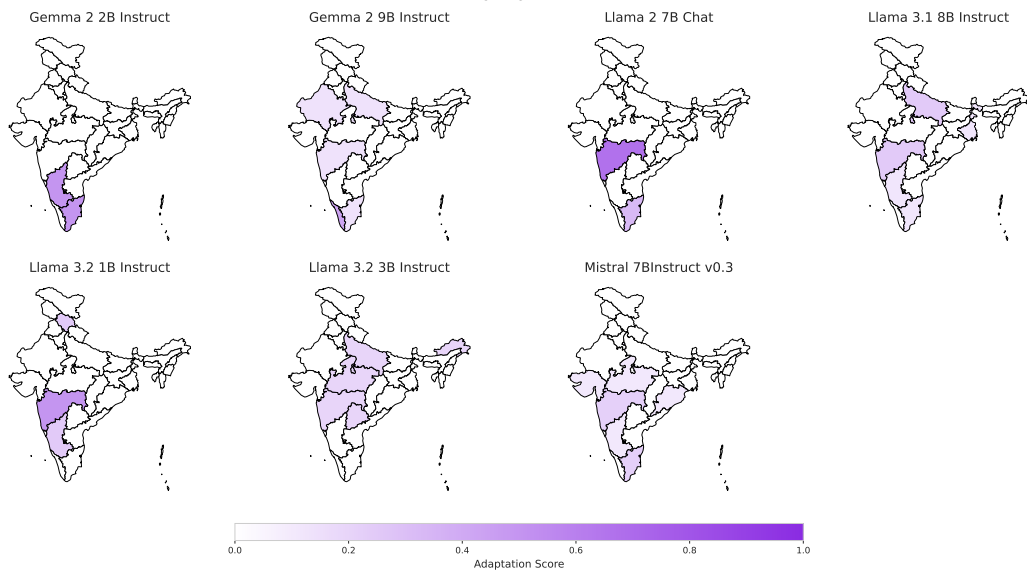 Gemma 2 2B Instruct
Gemma 2 9B Instruct
Llama 2 7B Chat
Llama 3.1 8B Instruct
Llama 3.2 1B Instruct
Llama 3.2 3B Instruct
Mistral 7BInstruct v0.3
0.0 0.2 0.4 0.6 0.8 1.0
Adaptation Score